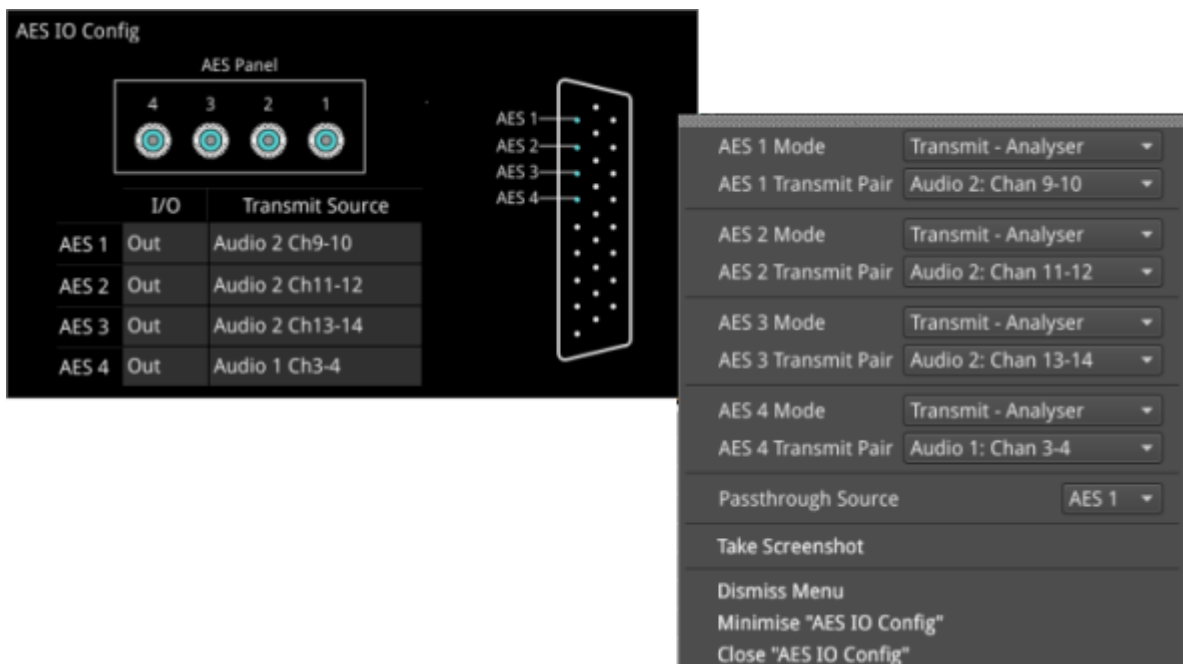 AES IO Config
AES Panel
4 3 2 1
AES 1
AES 2
AES 3
AES 4
I/O Transmit Source
AES 1 Out Audio 2 Ch9-10
AES 2 Out Audio 2 Ch11-12
AES 3 Out Audio 2 Ch13-14
AES 4 Out Audio 1 Ch3-4
AES 1 Mode Transmit - Analyser
AES 1 Transmit Pair Audio 2: Chan 9-10
AES 2 Mode Transmit - Analyser
AES 2 Transmit Pair Audio 2: Chan 11-12
AES 3 Mode Transmit - Analyser
AES 3 Transmit Pair Audio 2: Chan 13-14
AES 4 Mode Transmit - Analyser
AES 4 Transmit Pair Audio 1: Chan 3-4
Passthrough Source AES 1
Take Screenshot
Dismiss Menu
Minimise "AES IO Config"
Close "AES IO Config"